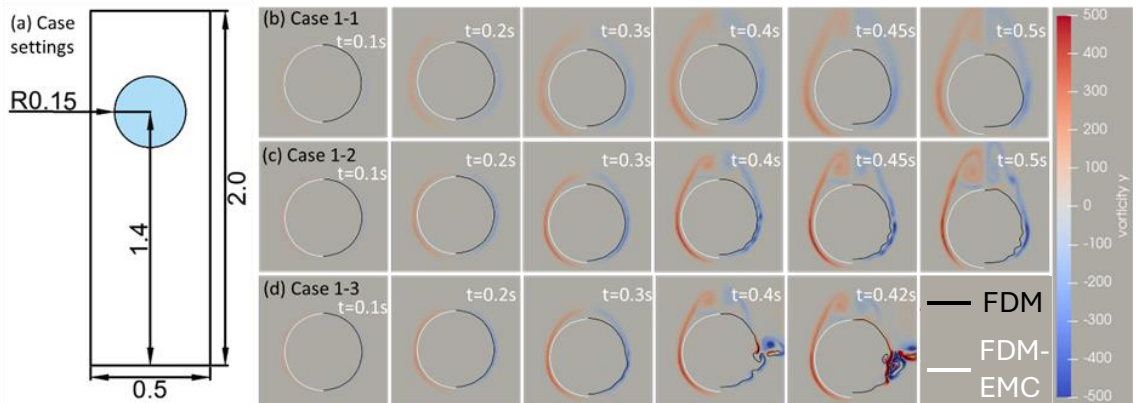 (a) Case
settings
R0.15
1.4
2.0
0.5
(b) Case 1-1
t=0.1s
t=0.2s
t=0.3s
t=0.4s
t=0.45s
t=0.5s
(c) Case 1-2
t=0.1s
t=0.2s
t=0.3s
t=0.4s
t=0.45s
t=0.5s
(d) Case 1-3
t=0.1s
t=0.2s
t=0.3s
t=0.4s
t=0.42s
FDM
FDM-
EMC
500
400
300
200
100
0
-100
-200
-300
-400
-500
vorticity y